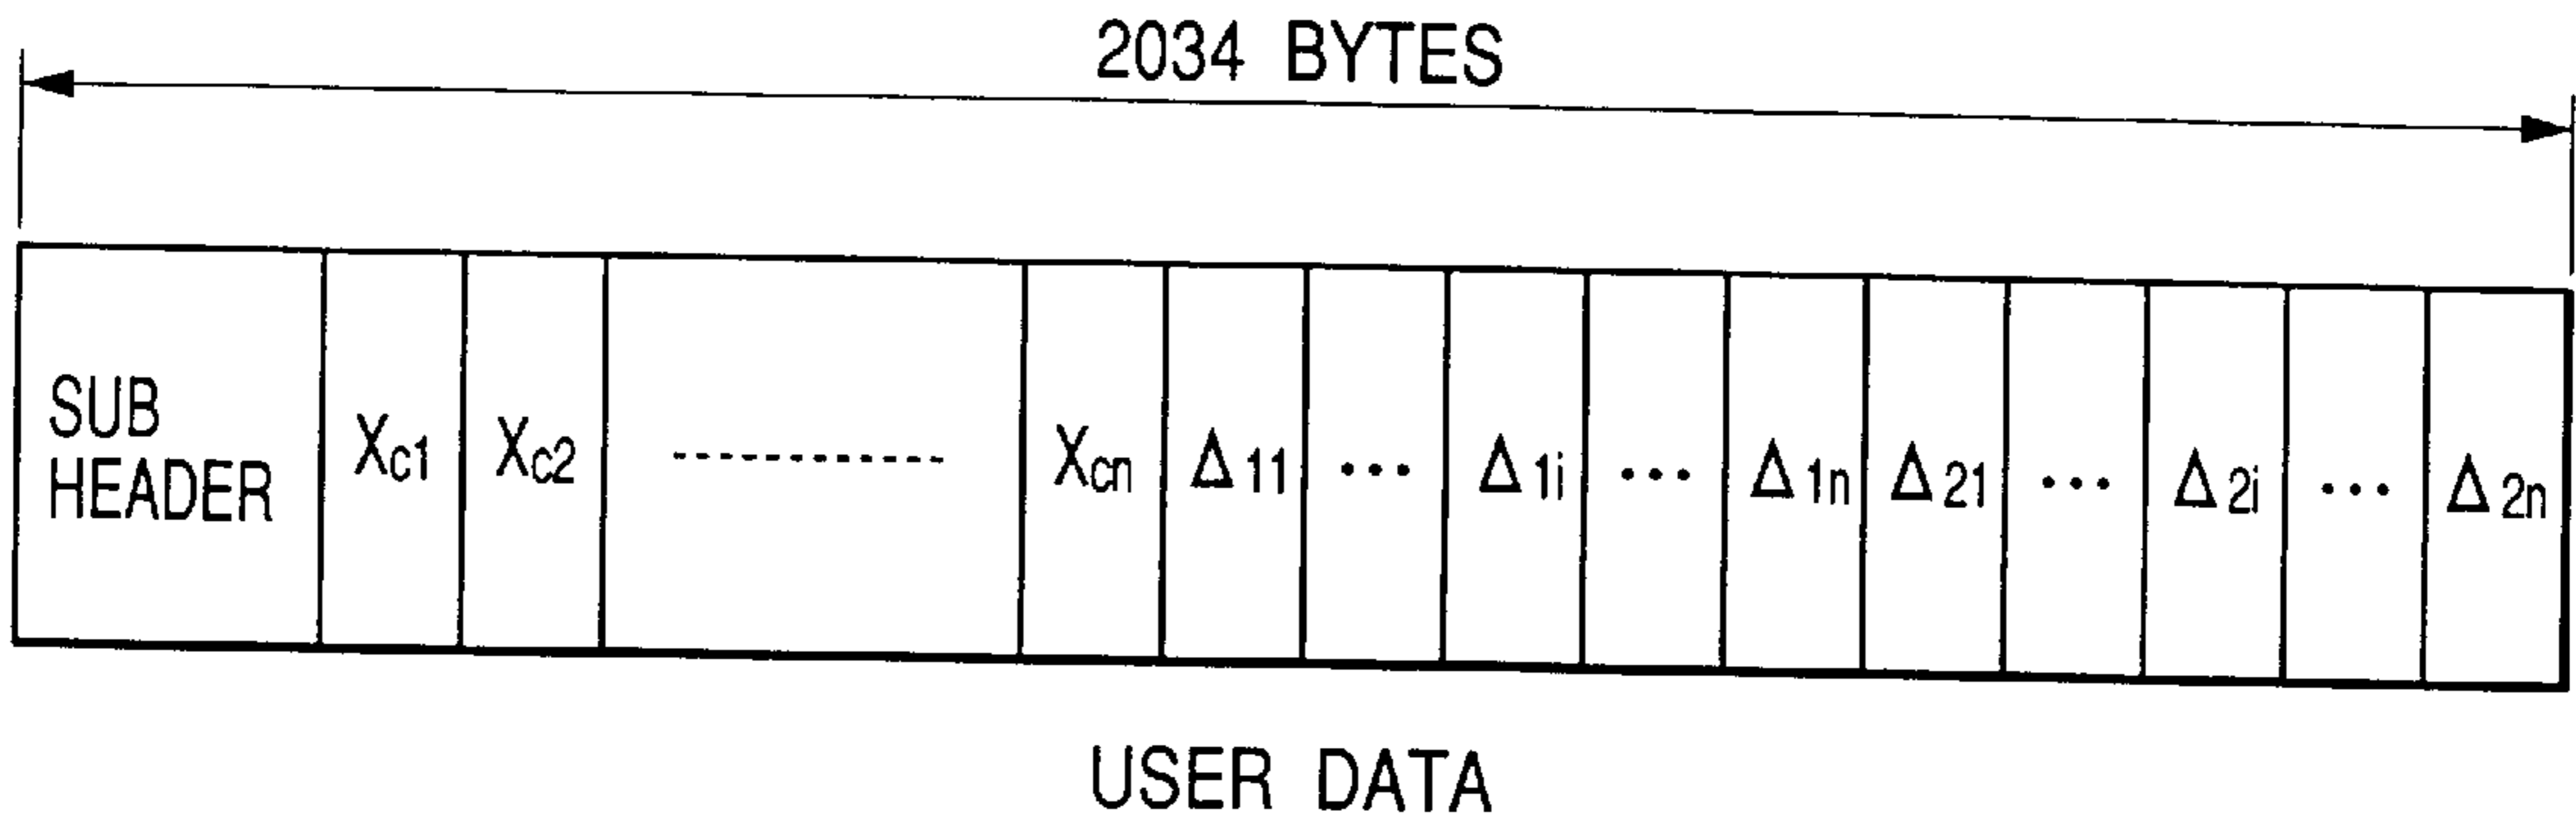 2034 BYTES
SUB
HEADER
Xc1 Xc2 ------------ Xcn Δ11 ... Δ1i ... Δ1n Δ21 ... Δ2i ... Δ2n
USER DATA